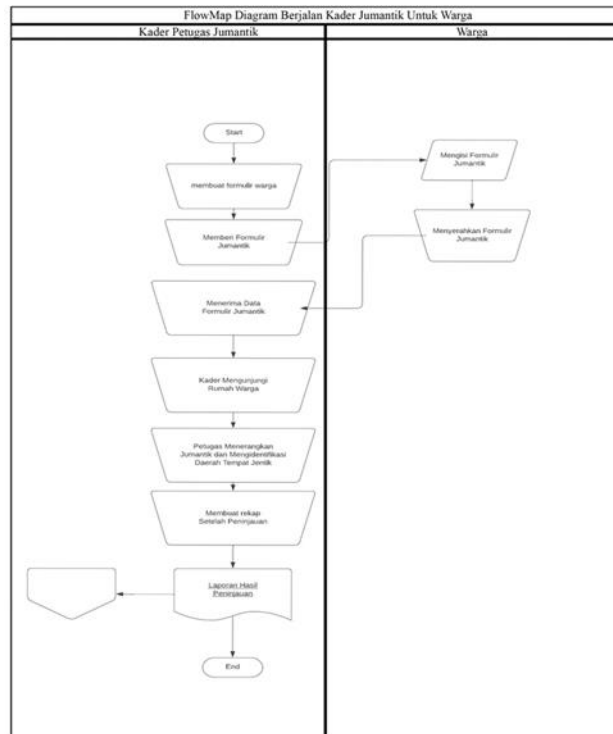 FlowMap Diagram Berjalan Kader Jumantik Untuk Warga
Kader Petugas Jumantik
Warga
Start
membuat formulir warga
Memberi Formulir
Jumantik
Mengisi Formulir
Jumantik
Menyerahkan Formulir
Jumantik
Menerima Data
Formulir Jumantik
Kader Mengunjungi
Rumah Warga
Petugas Menerangkan
Jumantik dan Mengidentifikasi
Daerah Tempat Jentik
Membuat rekap
Setelah Peninjauan
Laporan Hasil
Peninjauan
End